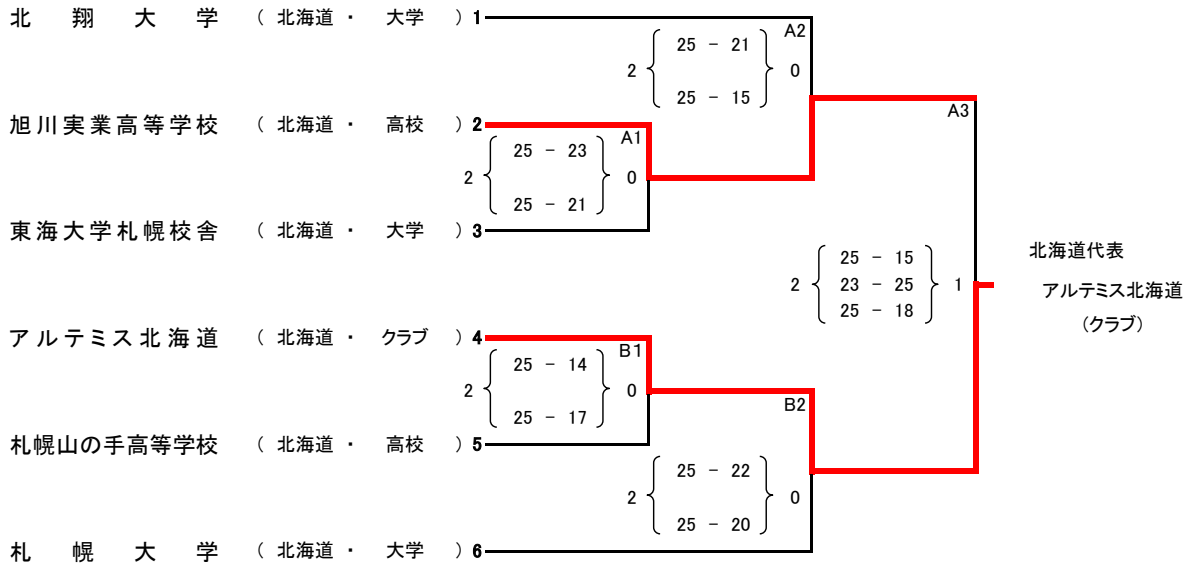 北翔大学 （ 北海道 ・ 大学 ） 1
A2
25 － 21
2 0
25 － 15
A3
旭川実業高等学校 （ 北海道 ・ 高校 ） 2
A1
25 － 23
2 0
25 － 21
東海大学札幌校舎 （ 北海道 ・ 大学 ） 3
25 － 15
2 23 － 25 1
25 － 18
北海道代表
アルテミス北海道
（クラブ）
アルテミス北海道 （ 北海道 ・ クラブ ） 4
B1
25 － 14
2 0
25 － 17
B2
札幌山の手高等学校 （ 北海道 ・ 高校 ） 5
25 － 22
2 0
25 － 20
札幌大学 （ 北海道 ・ 大学 ） 6